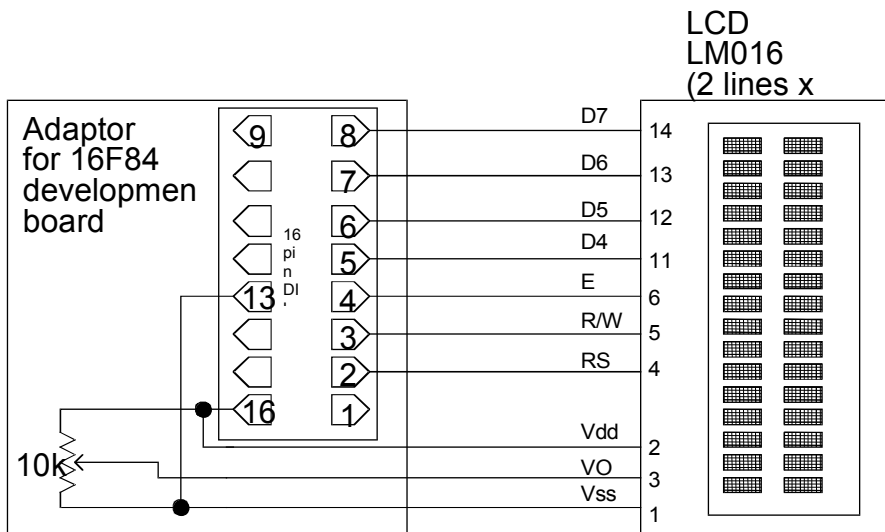 LCD
LM016
(2 lines x
Adaptor
for 16F84
developmen
board
9
8
D7
14
7
D6
13
6
D5
12
16
pi
n
DI
5
D4
11
13
4
E
6
3
R/W
5
2
RS
4
16
1
Vdd
2
10k
VO
3
Vss
1